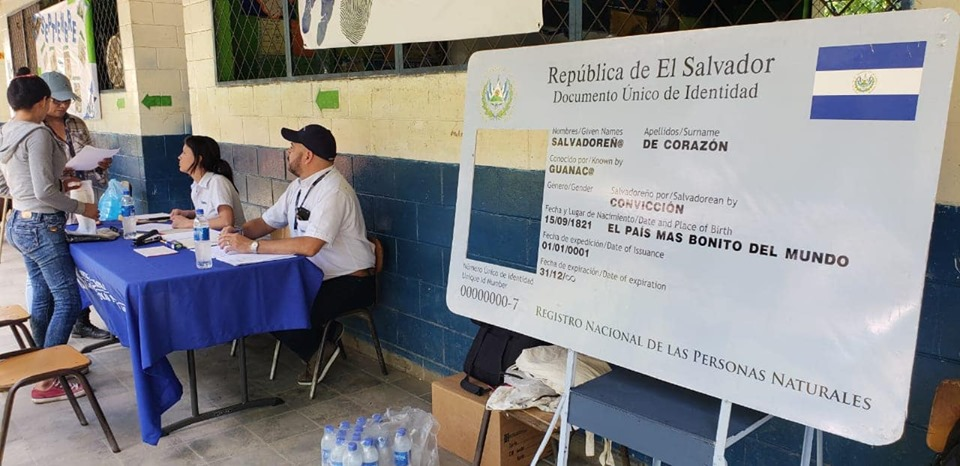 República de El Salvador
Documento Único de Identidad
Nombres/Given Names Apellidos/Surname
SALVADOREÑ@ DE CORAZÓN
Conocido por/Known by
GUANAC@
Genero/Gender Salvadoreño por/Salvadorean by
CONVICCIÓN
Fecha y Lugar de Nacimiento/Date and Place of Birth
15/09/1821 EL PAÍS MAS BONITO DEL MUNDO
Fecha de expedición/Date of Issuance
01/01/0001
Fecha de expiración/Date of expiration
31/12/∞
Número Único de Identidad
Unique Id Number
00000000-7
REGISTRO NACIONAL DE LAS PERSONAS NATURALES